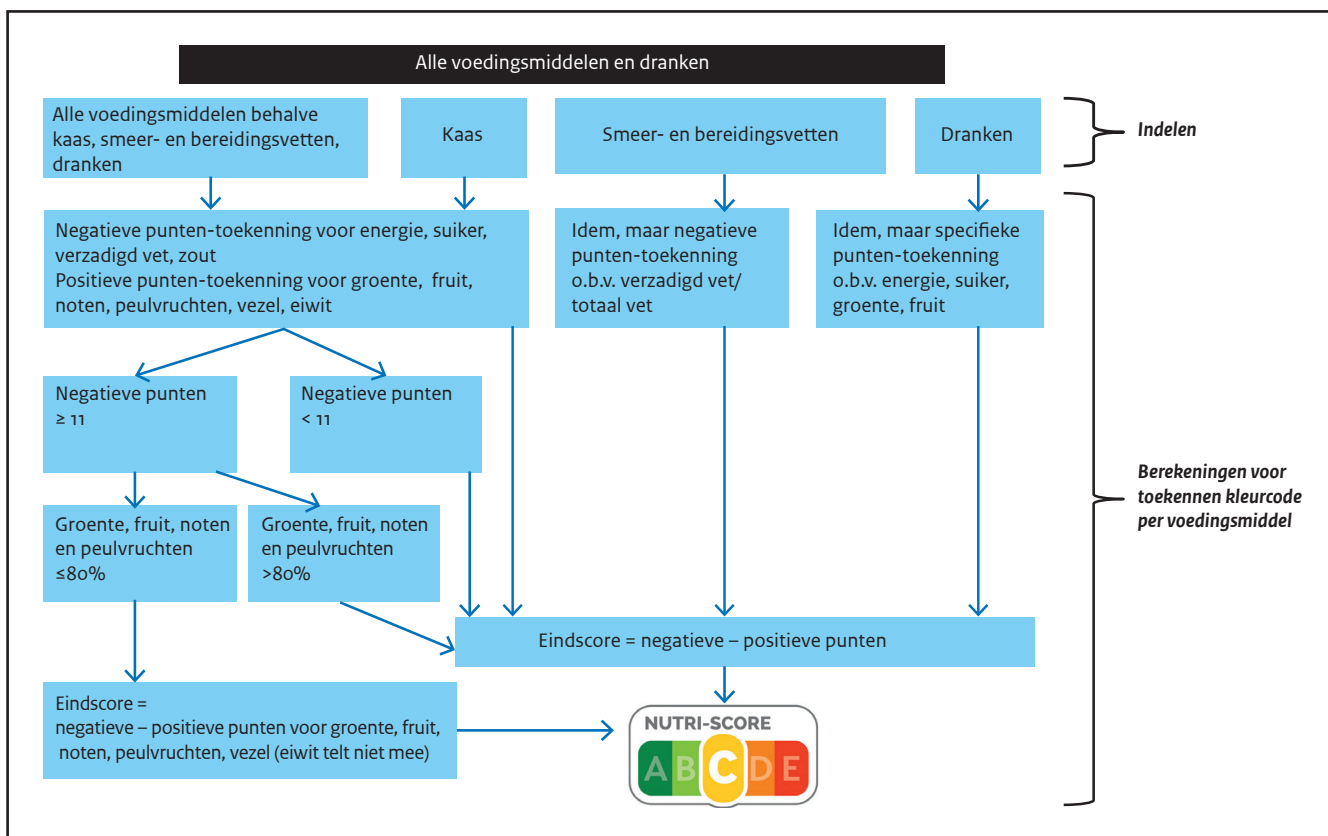 Alle voedingsmiddelen en dranken
Alle voedingsmiddelen behalve
kaas, smeer- en bereidingsvetten,
dranken
Kaas
Smeer- en bereidingsvetten
Dranken
Indelen
Negatieve punten-toekenning voor energie, suiker,
verzadigd vet, zout
Positieve punten-toekenning voor groente, fruit,
noten, peulvruchten, vezel, eiwit
Idem, maar negatieve
punten-toekenning
o.b.v. verzadigd vet/
totaal vet
Idem, maar specifieke
punten-toekenning
o.b.v. energie, suiker,
groente, fruit
Negatieve punten
≥ 11
Negatieve punten
< 11
Berekeningen voor
toekennen kleurcode
per voedingsmiddel
Groente, fruit, noten
en peulvruchten
≤80%
Groente, fruit, noten
en peulvruchten
>80%
Eindscore = negatieve – positieve punten
Eindscore =
negatieve – positieve punten voor groente, fruit,
noten, peulvruchten, vezel (eiwit telt niet mee)
NUTRI-SCORE
A B C D E